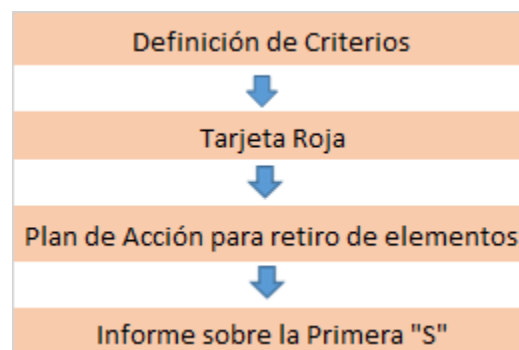 Definición de Criterios
Tarjeta Roja
Plan de Acción para retiro de elementos
Informe sobre la Primera "S"